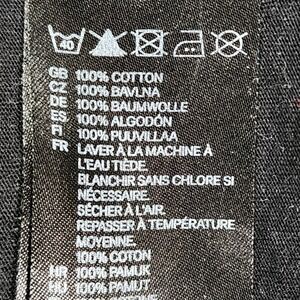 40
GB 100% COTTON
CZ 100% BAVLNA
DE 100% BAUMWOLLE
ES 100% ALGODÓN
FI 100% PUUVILLAA
FR LAVER À LA MACHINE À
L'EAU TIÈDE.
BLANCHIR SANS CHLORE SI
NÉCESSAIRE.
SÉCHER À L'AIR.
REPASSER À TEMPÉRATURE
MOYENNE.
100% COTON
HR 100% PAMUK
HU 100% PAMUT